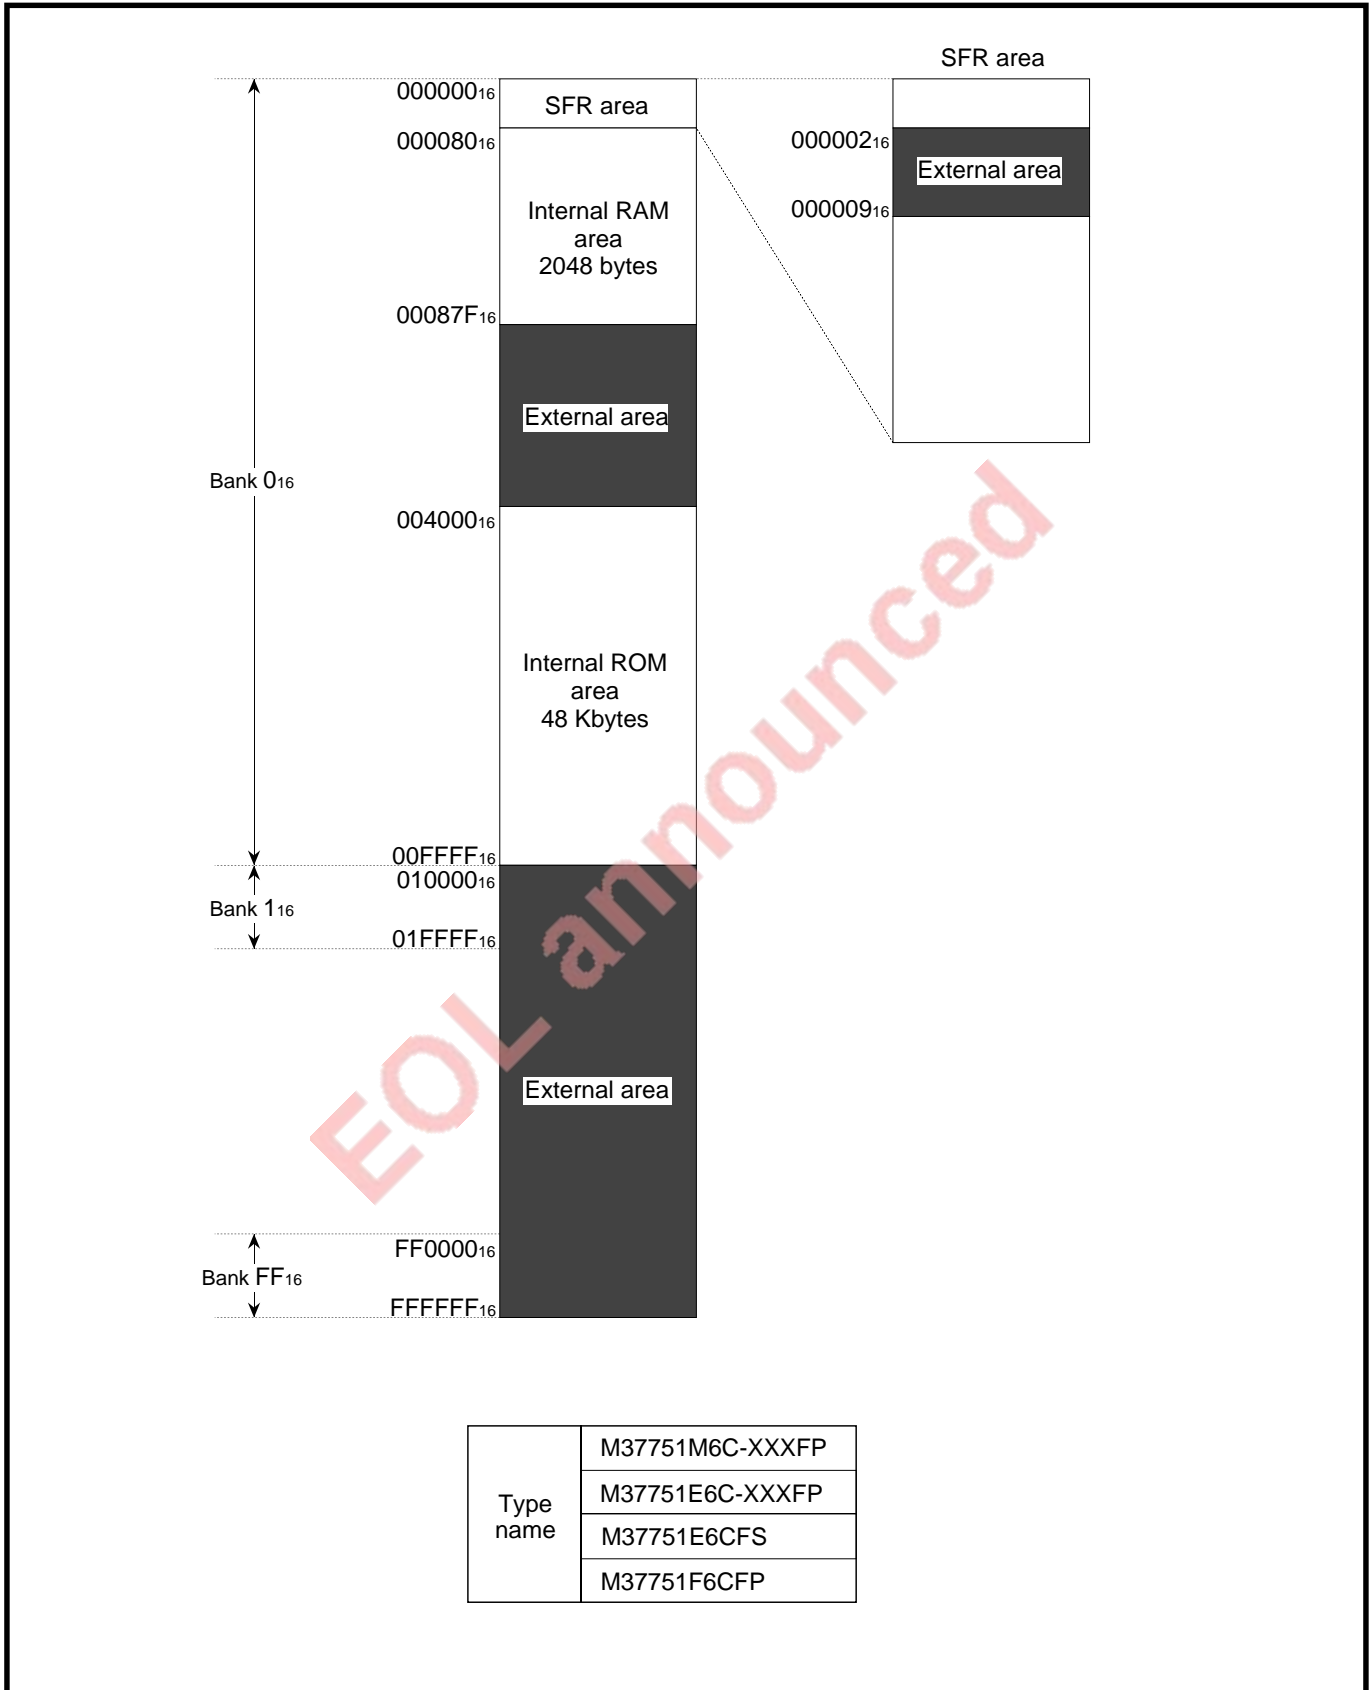 SFR area
000000₁₆
SFR area
000080₁₆
000002₁₆
External area
000009₁₆
Internal RAM
area
2048 bytes
00087F₁₆
External area
Bank 0₁₆
004000₁₆
Internal ROM
area
48 Kbytes
00FFFF₁₆
010000₁₆
Bank 1₁₆
01FFFF₁₆
External area
FF0000₁₆
Bank FF₁₆
FFFFFF₁₆
EOL announced
Type
name
M37751M6C-XXXFP
M37751E6C-XXXFP
M37751E6CFS
M37751F6CFP